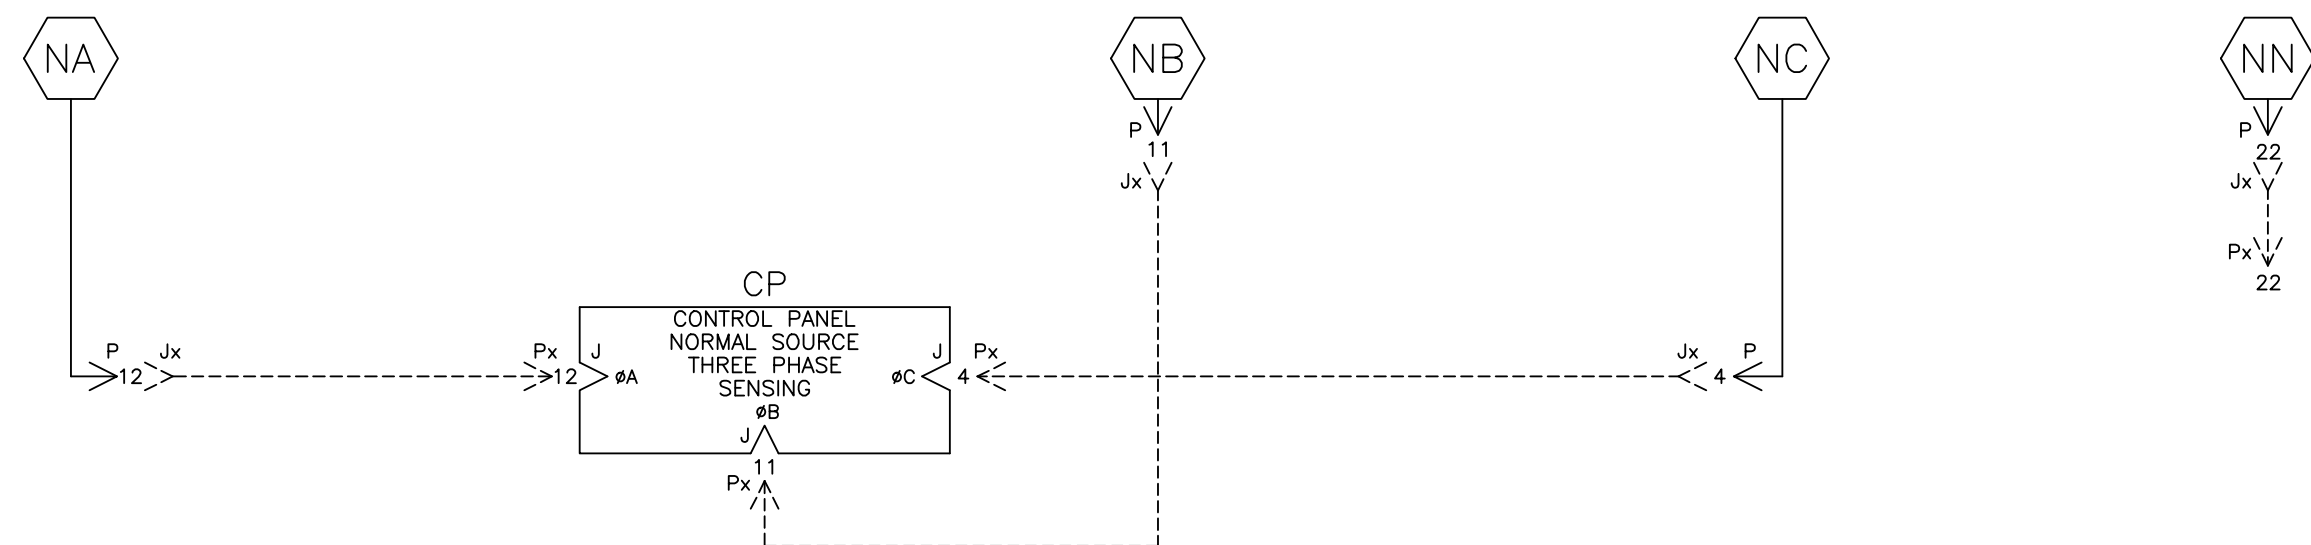 NA
NB
NC
NN
P
11
Jx
P
22
Jx
Px
22
CP
CONTROL PANEL
NORMAL SOURCE
THREE PHASE
SENSING
P
12
Jx
Px
12
J
øA
øC
J
4
Px
Jx
4
P
øB
J
11
Px